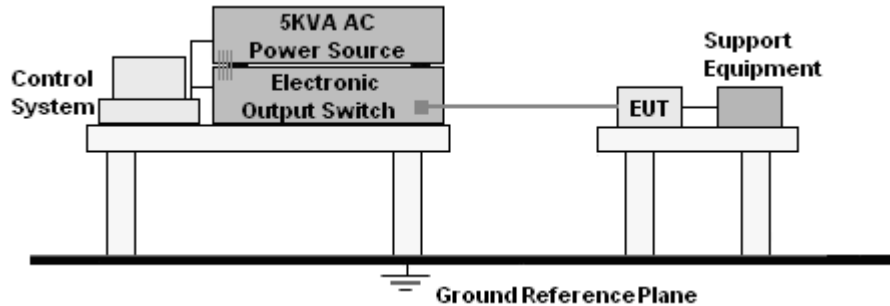 5KVA AC
Power Source
Control
System
Electronic
Output Switch
EUT
Support
Equipment
Ground Reference Plane